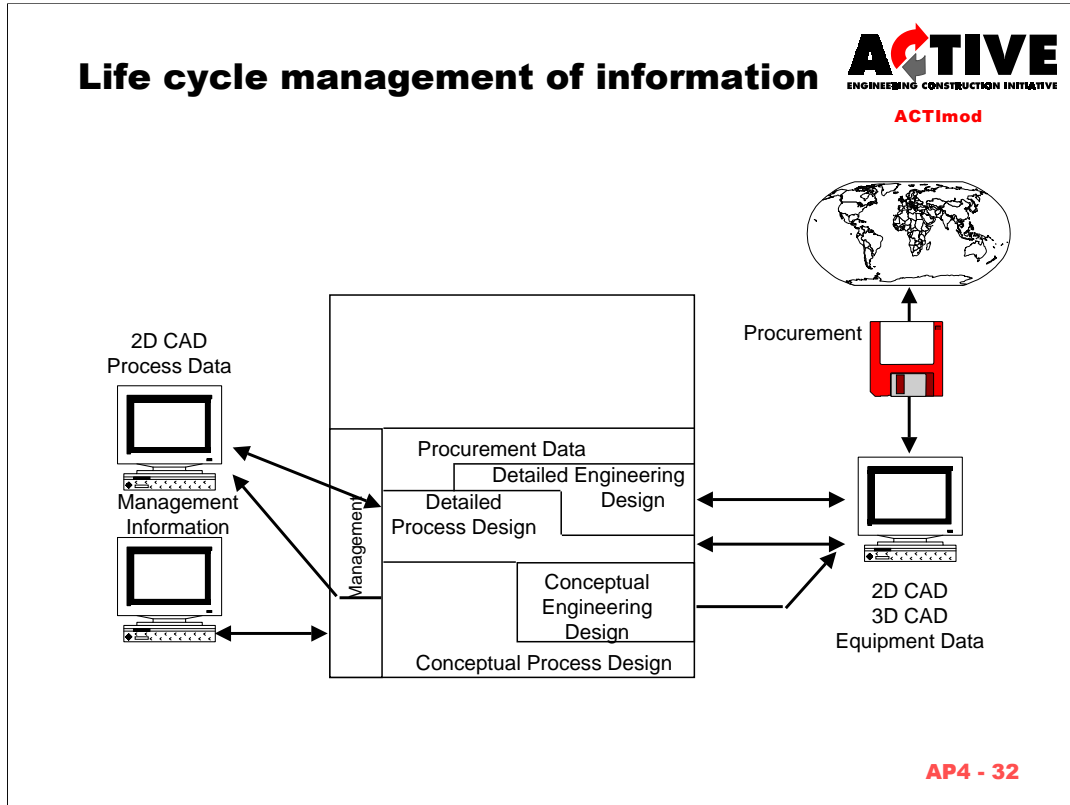 Life cycle management of information
ACTIVE
ENGINEERING CONSTRUCTION INITIATIVE
ACTImod
Procurement
2D CAD
Process Data
Management
Information
Management
Procurement Data
Detailed Engineering
Design
Detailed
Process Design
Conceptual
Engineering
Design
Conceptual Process Design
2D CAD
3D CAD
Equipment Data
AP4 - 32